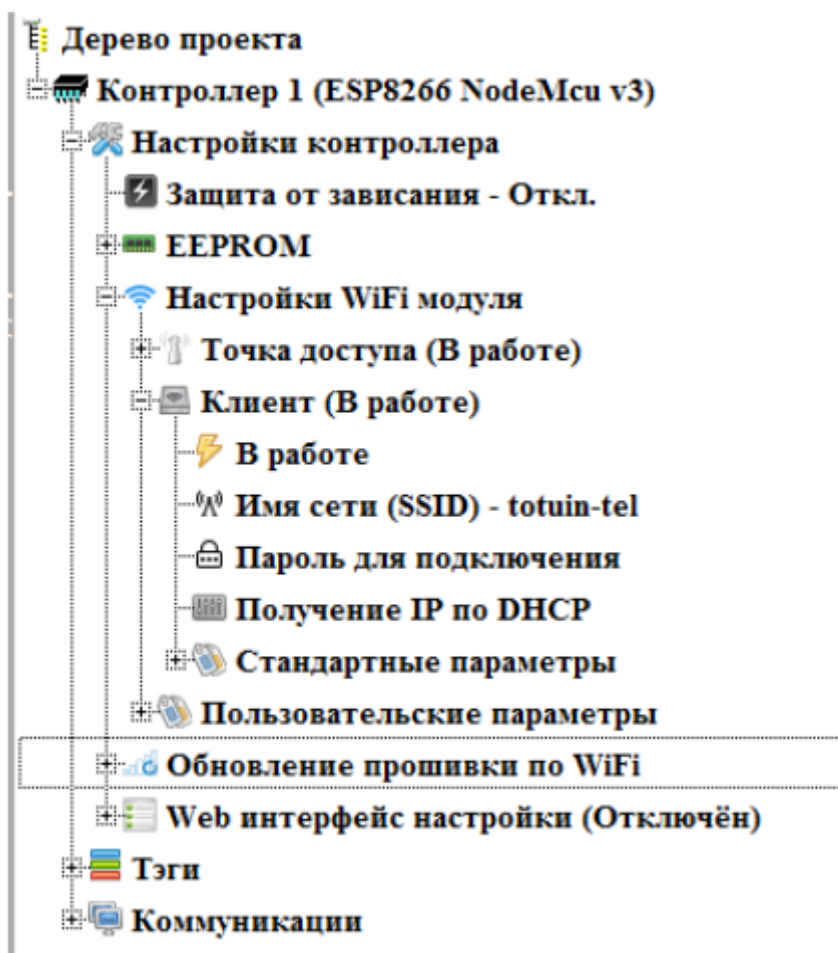 Дерево проекта
Контроллер 1 (ESP8266 NodeMcu v3)
Настройки контроллера
Защита от зависания - Откл.
EEPROM
Настройки WiFi модуля
Точка доступа (В работе)
Клиент (В работе)
В работе
Имя сети (SSID) - totuin-tel
Пароль для подключения
Получение IP по DHCP
Стандартные параметры
Пользовательские параметры
Обновление прошивки по WiFi
Web интерфейс настройки (Отключён)
Тэги
Коммуникации